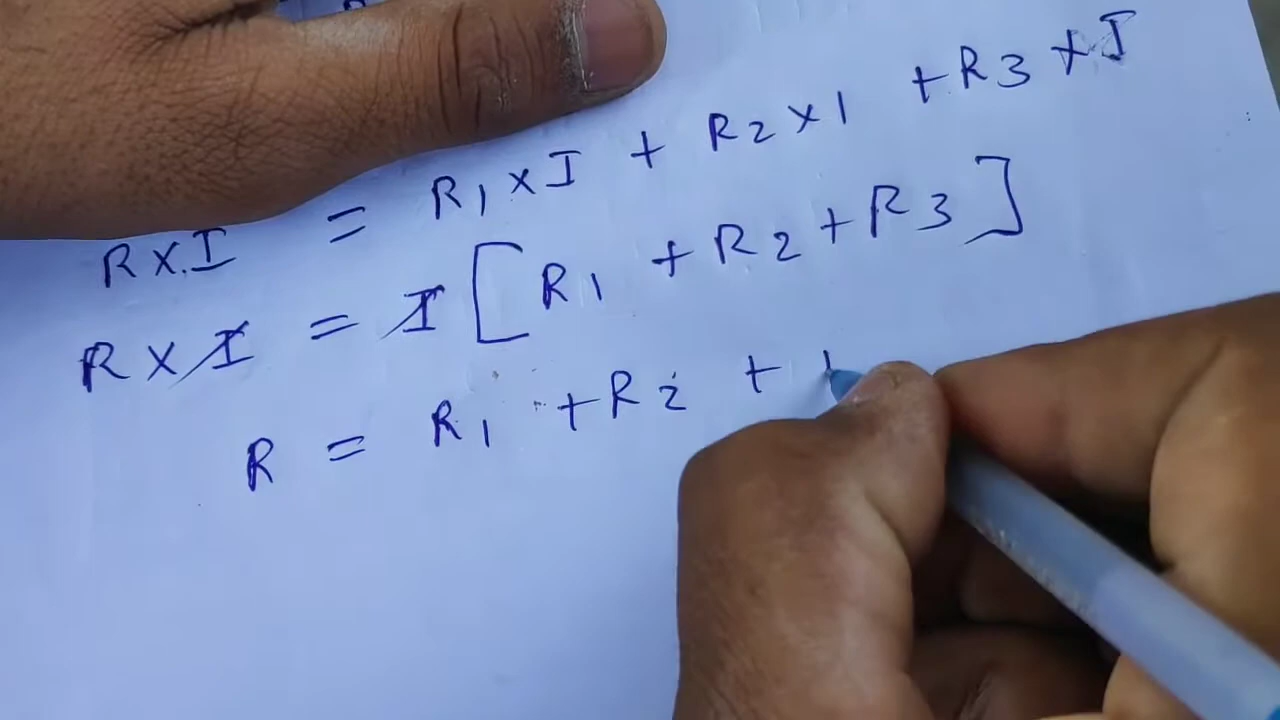 R × I = R1 × I + R2 × I + R3 × I
R × I = I [ R1 + R2 + R3 ]
R = R1 + R2 +